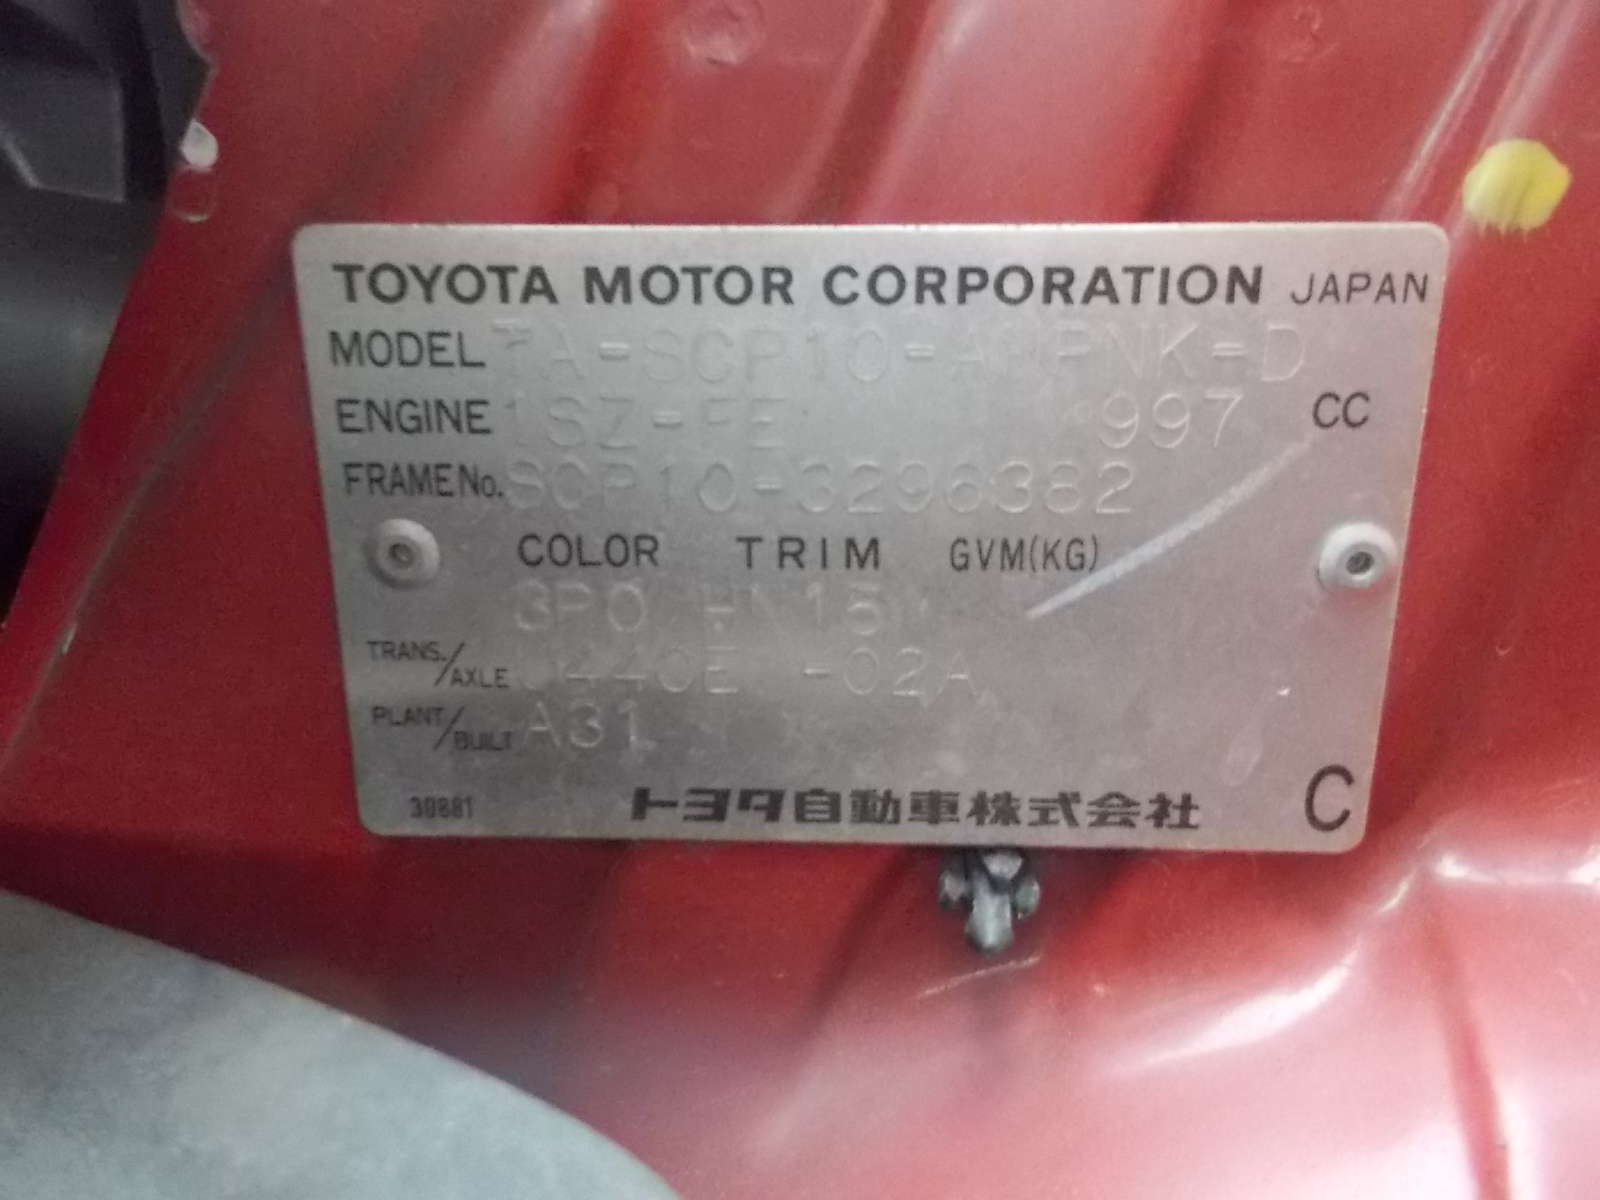 TOYOTA MOTOR CORPORATION JAPAN
MODEL
ENGINE 1SZ-FE 997 CC
FRAME No. SCP10-3296382
COLOR TRIM GVM(KG)
3P0
TRANS./AXLE U440E -02A
PLANT/BUILT A31
30881 トヨタ自動車株式会社 C